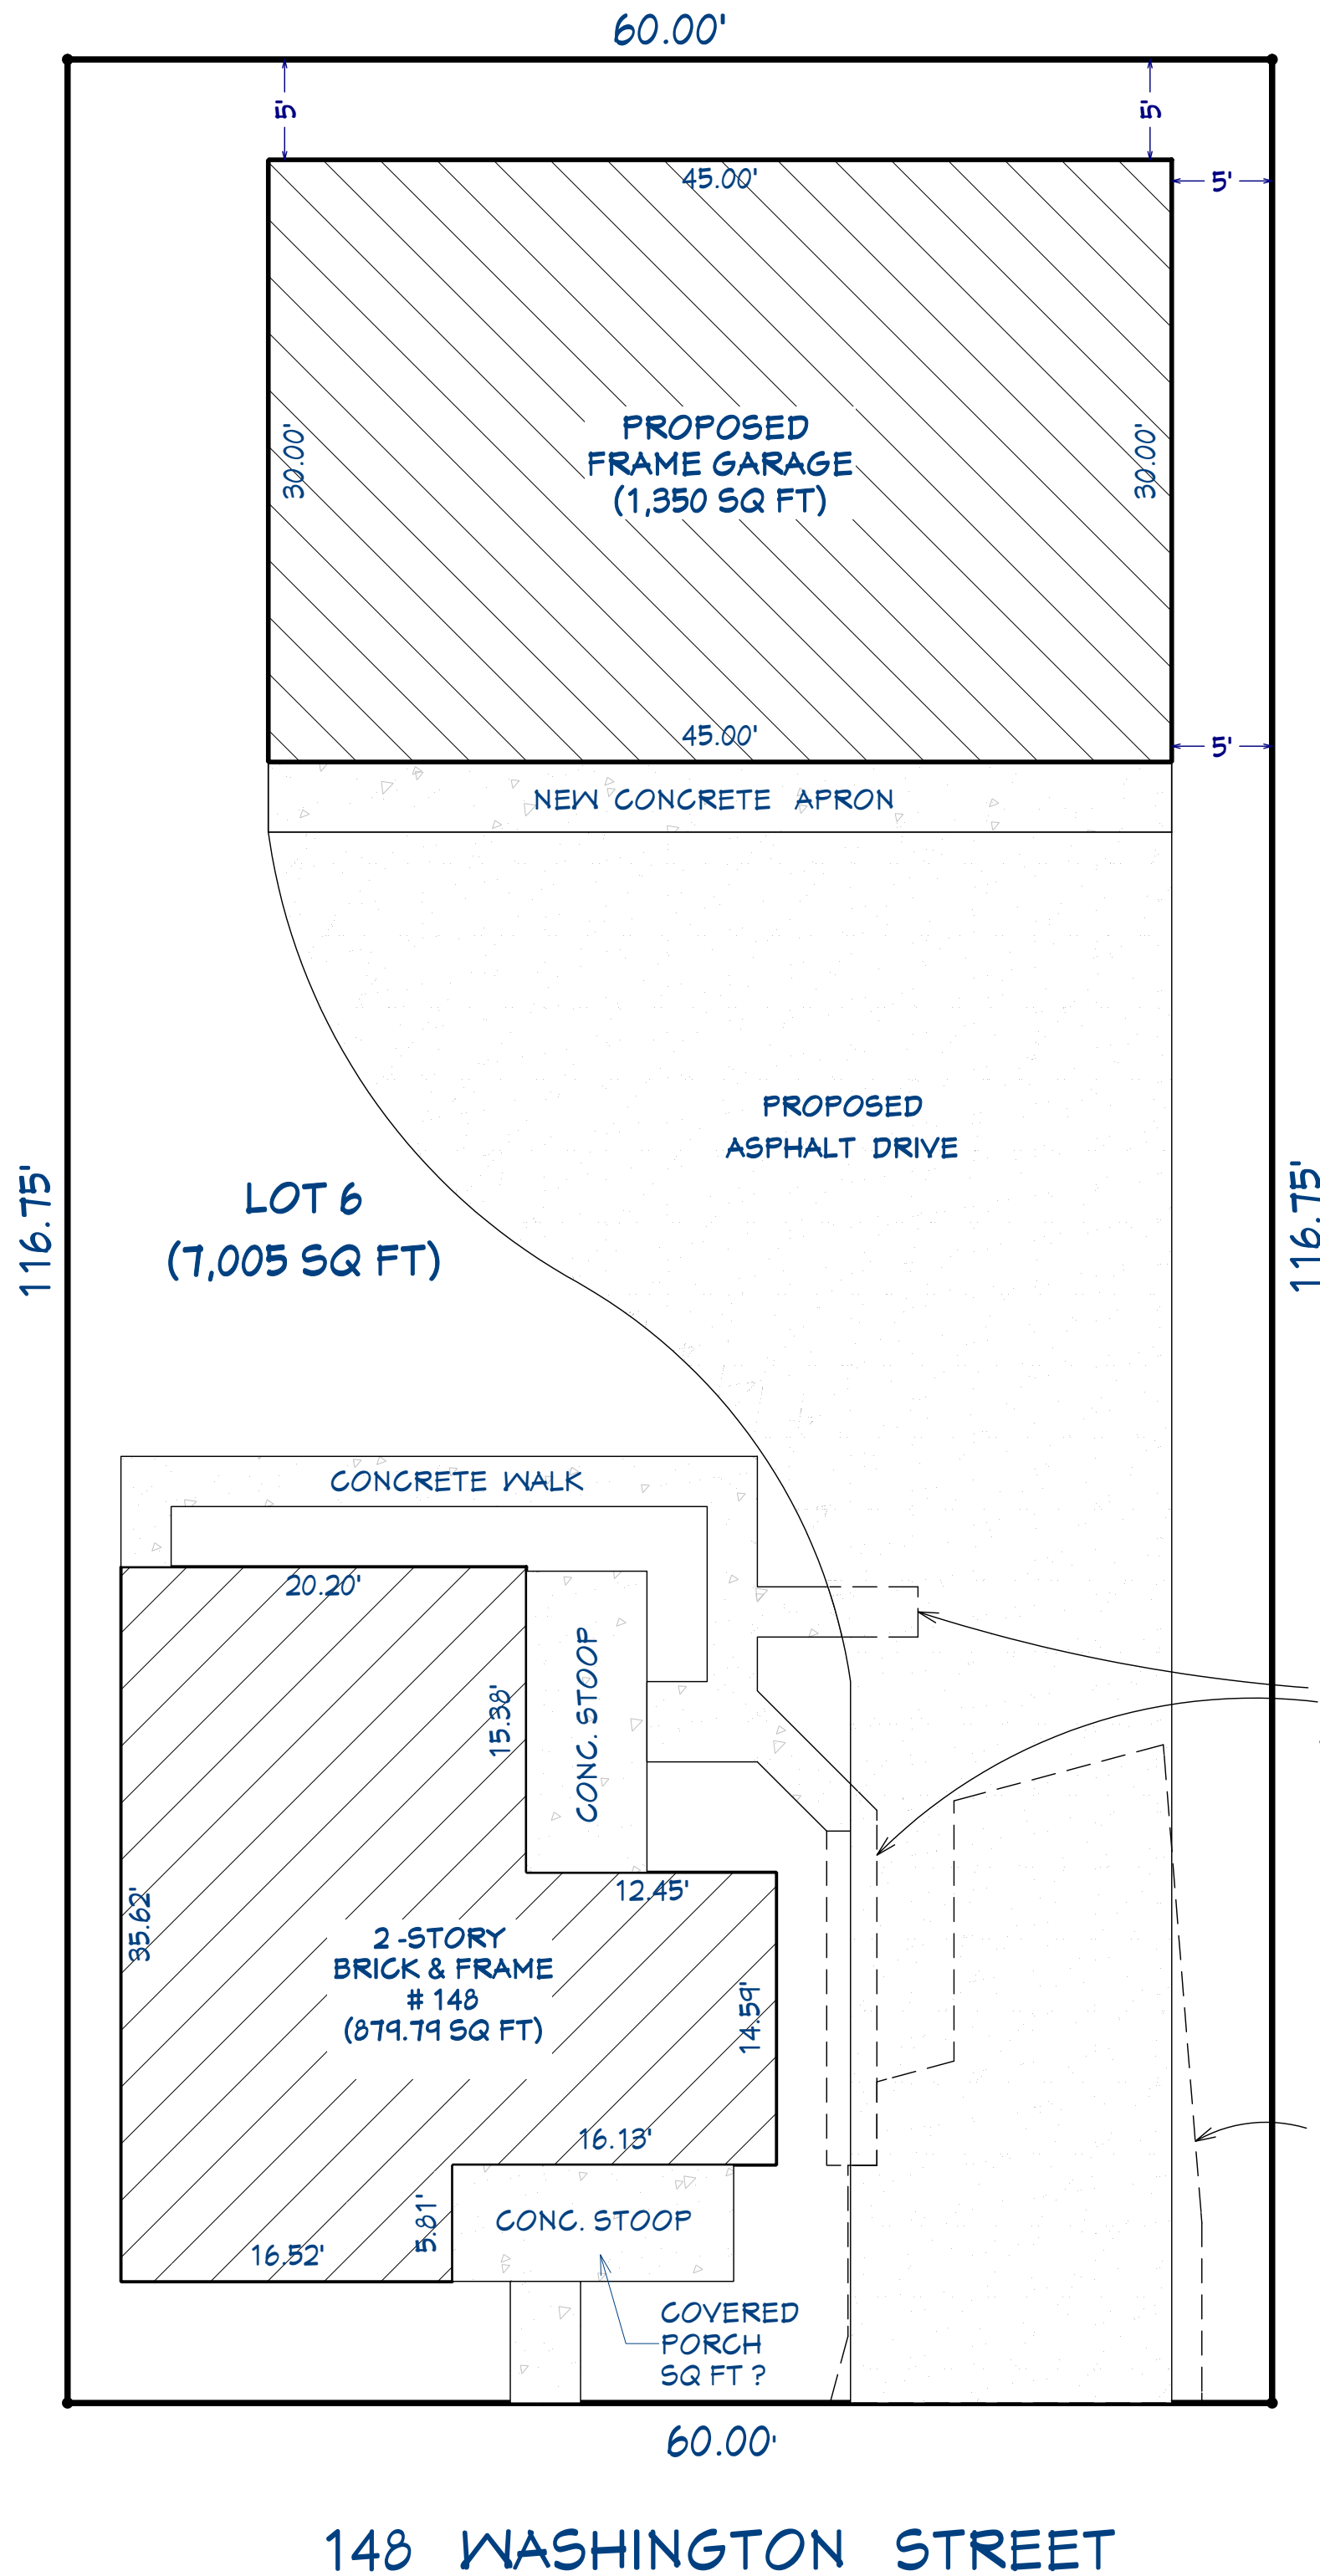 60.00'
5'
5'
45.00'
5'
30.00'
30.00'
PROPOSED
FRAME GARAGE
(1,350 SQ FT)
45.00'
5'
NEW CONCRETE APRON
PROPOSED
ASPHALT DRIVE
116.75'
116.75'
LOT 6
(7,005 SQ FT)
CONCRETE WALK
20.20'
15.38'
CONC. STOOP
12.45'
35.62'
2-STORY
BRICK & FRAME
# 148
(879.79 SQ FT)
14.59'
16.13'
5.81'
CONC. STOOP
16.52'
COVERED
PORCH
SQ FT ?
60.00'
148 WASHINGTON STREET